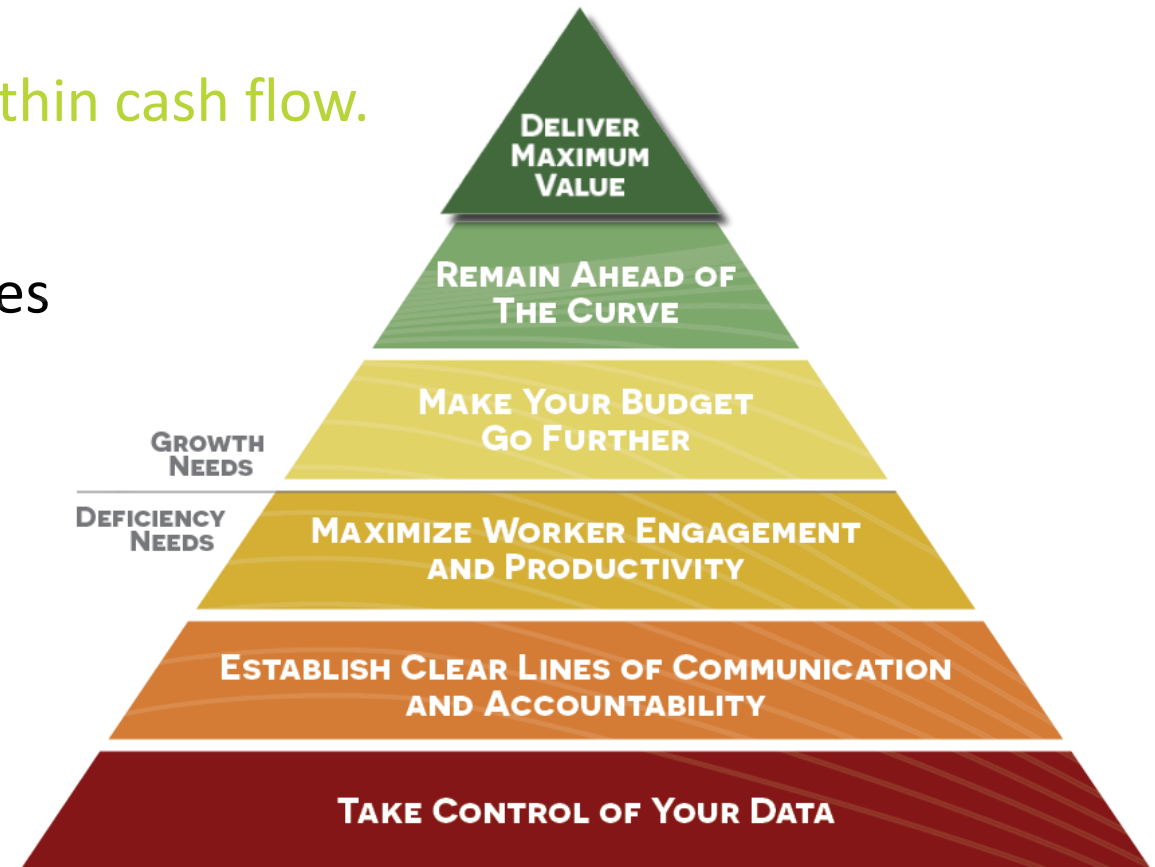 thin cash flow.
DELIVER
MAXIMUM
VALUE
REMAIN AHEAD OF
THE CURVE
es
MAKE YOUR BUDGET
GO FURTHER
GROWTH
NEEDS
DEFICIENCY
NEEDS
MAXIMIZE WORKER ENGAGEMENT
AND PRODUCTIVITY
ESTABLISH CLEAR LINES OF COMMUNICATION
AND ACCOUNTABILITY
TAKE CONTROL OF YOUR DATA